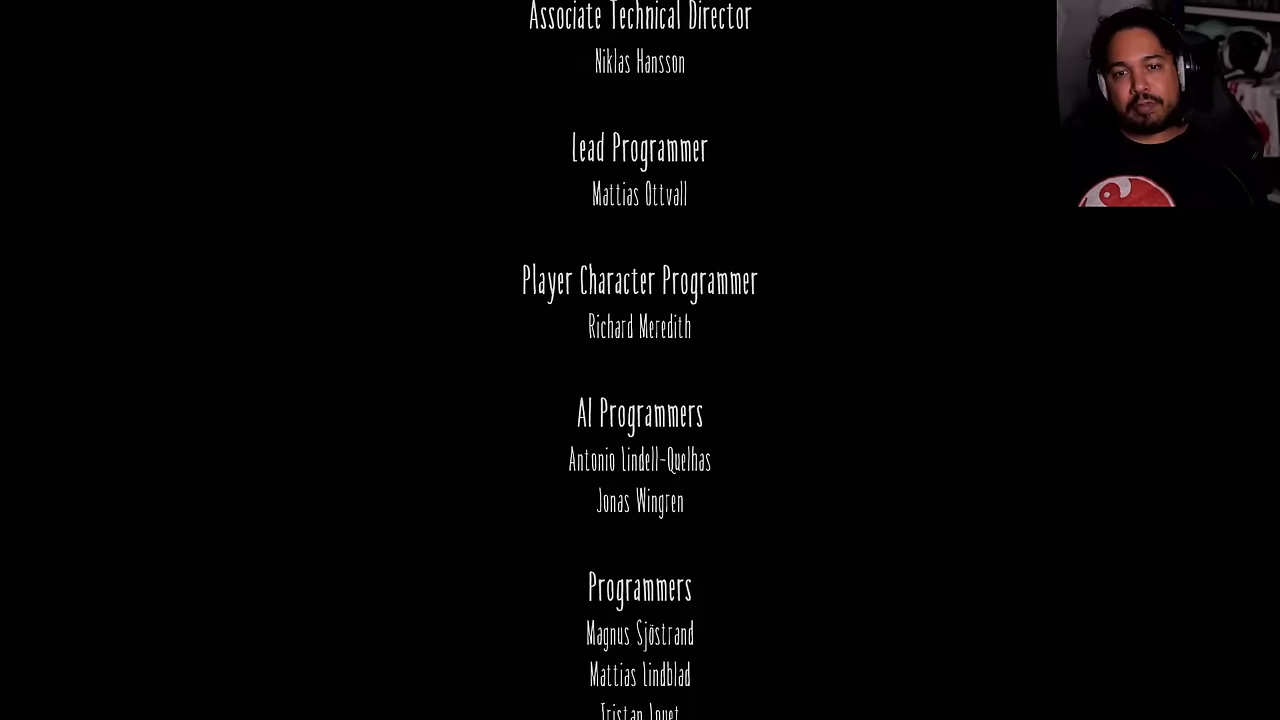 Associate Technical Director
Niklas Hansson
Lead Programmer
Mattias Ottvall
Player Character Programmer
Richard Meredith
AI Programmers
Antonio Lindell-Quelhas
Jonas Wingren
Programmers
Magnus Sjöstrand
Mattias Lindblad
Tristan